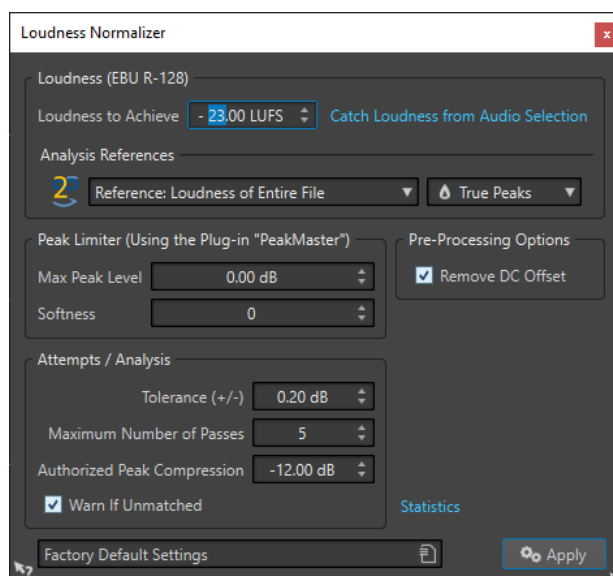 Loudness Normalizer
x
Loudness (EBU R-128)
Loudness to Achieve - 23.00 LUFS Catch Loudness from Audio Selection
Analysis References
2 Reference: Loudness of Entire File True Peaks
Peak Limiter (Using the Plug-in "PeakMaster") Pre-Processing Options
Max Peak Level 0.00 dB Remove DC Offset
Softness 0
Attempts / Analysis
Tolerance (+/-) 0.20 dB
Maximum Number of Passes 5
Authorized Peak Compression -12.00 dB
Warn If Unmatched Statistics
Factory Default Settings Apply
?